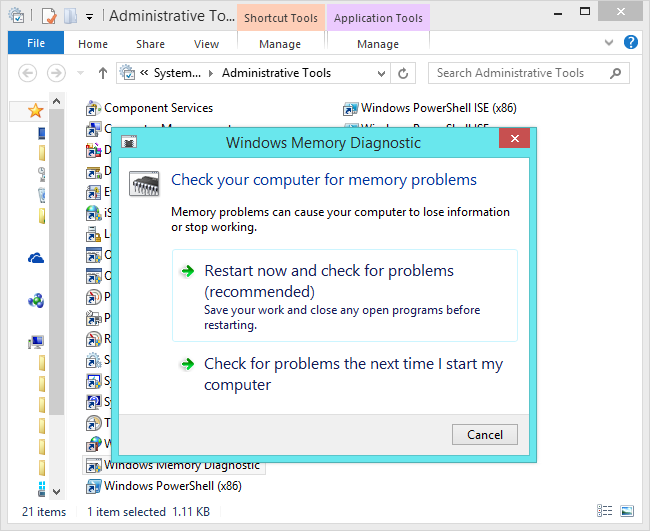 Administrative To...
Shortcut Tools
Application Tools
File
Home
Share
View
Manage
Manage
« System... Administrative Tools
Search Administrative Tools
Component Services
Windows PowerShell ISE (x86)
Windows Memory Diagnostic
Check your computer for memory problems
Memory problems can cause your computer to lose information
or stop working.
Restart now and check for problems
(recommended)
Save your work and close any open programs before
restarting.
Check for problems the next time I start my
computer
Cancel
Windows Memory Diagnostic
Windows PowerShell (x86)
21 items
1 item selected 1.11 KB